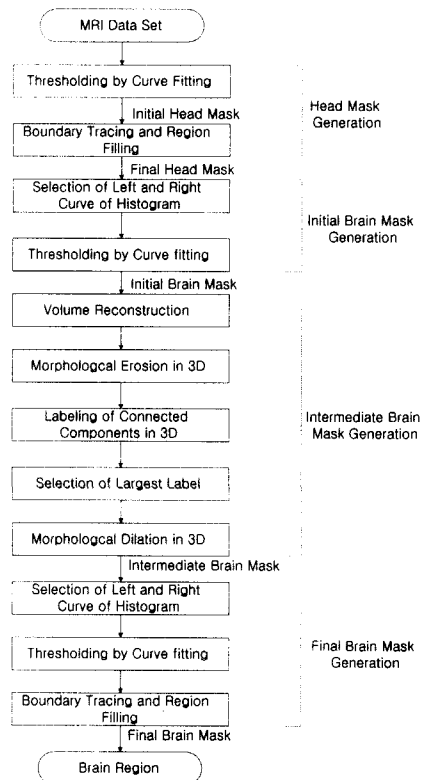 MRI Data Set
Thresholding by Curve Fitting
Initial Head Mask
Head Mask
Generation
Boundary Tracing and Region
Filling
Final Head Mask
Selection of Left and Right
Curve of Histogram
Initial Brain Mask
Generation
Thresholding by Curve fitting
Initial Brain Mask
Volume Reconstruction
Morphologcal Erosion in 3D
Labeling of Connected
Components in 3D
Intermediate Brain
Mask Generation
Selection of Largest Label
Morphologcal Dilation in 3D
Intermediate Brain Mask
Selection of Left and Right
Curve of Histogram
Thresholding by Curve fitting
Final Brain Mask
Generation
Boundary Tracing and Region
Filling
Final Brain Mask
Brain Region